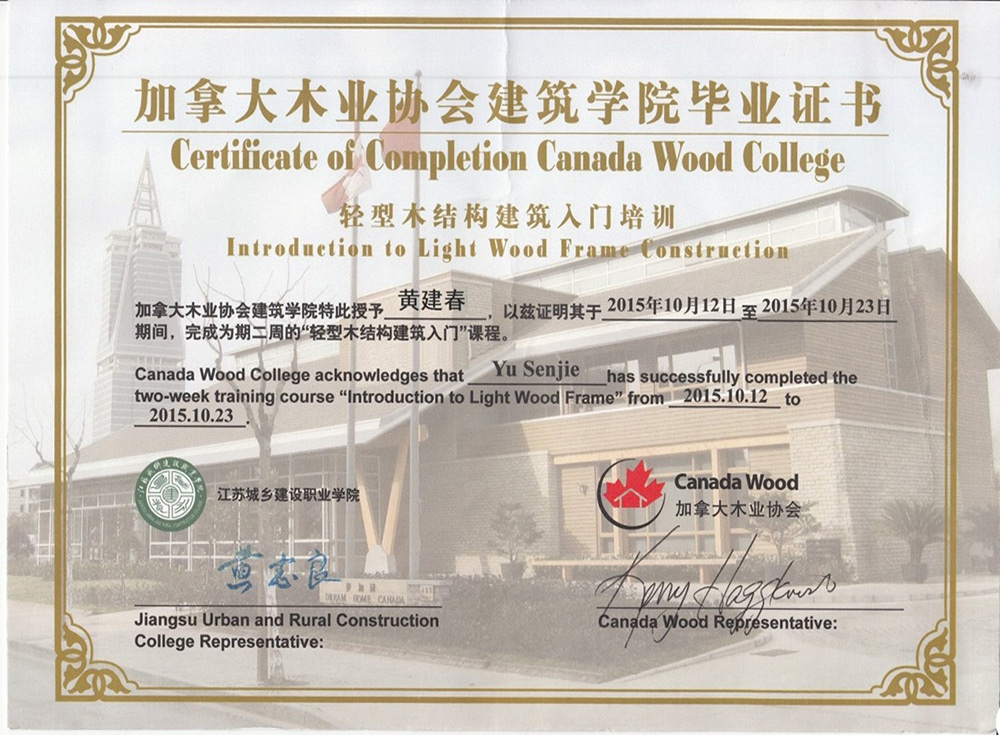 加拿大木业协会建筑学院毕业证书
Certificate of Completion Canada Wood College
轻型木结构建筑入门培训
Introduction to Light Wood Frame Construction
加拿大木业协会建筑学院特此授予 黄建春 ，以兹证明其于 2015年10月12日 至 2015年10月23日
期间，完成为期二周的“轻型木结构建筑入门”课程。
Canada Wood College acknowledges that Yu Senjie has successfully completed the
two-week training course “Introduction to Light Wood Frame” from 2015.10.12 to
2015.10.23 .
江苏城乡建设职业学院
Canada Wood
加拿大木业协会
黄志良
DREAM HOME CANADA
Jiangsu Urban and Rural Construction
College Representative:
Canada Wood Representative: